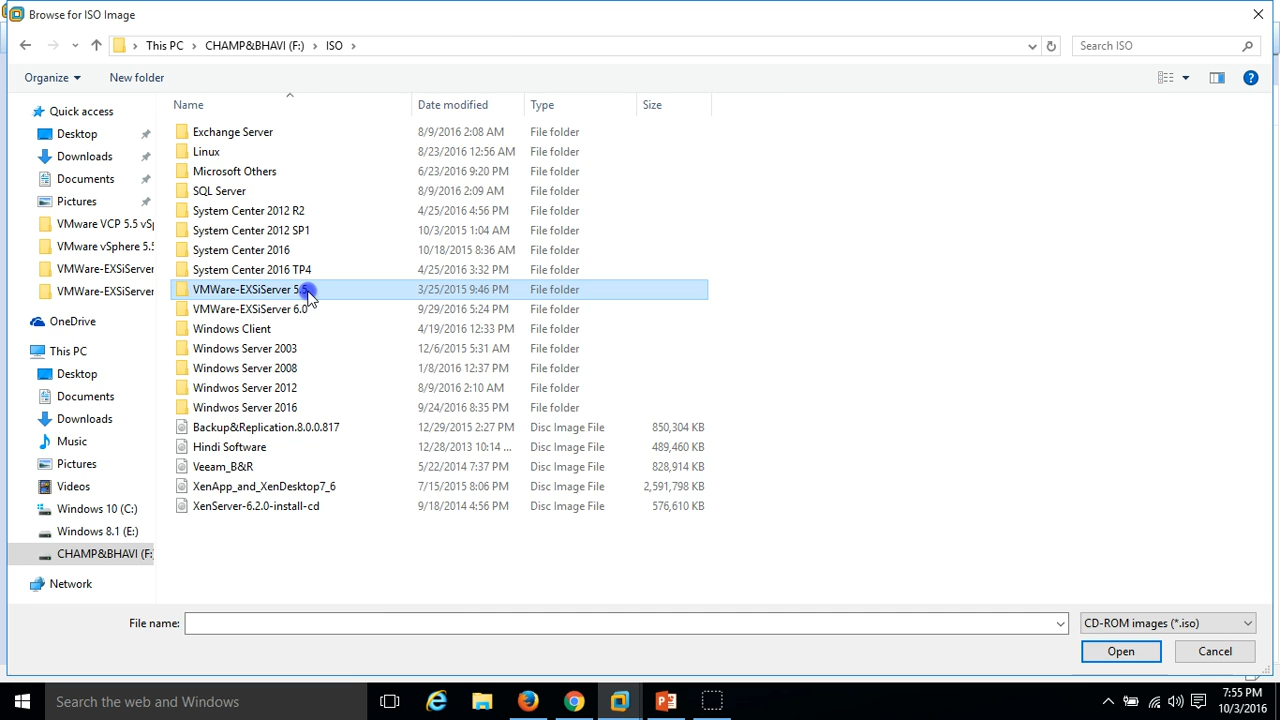 Browse for ISO Image
This PC > CHAMP&BHAVI (F:) > ISO >
Search ISO
Organize
New folder
Name
Date modified
Type
Size
Quick access
Desktop
Downloads
Documents
Pictures
VMware VCP 5.5 vSp
VMware vSphere 5.5
VMWare-EXSiServer
VMWare-EXSiServer
OneDrive
This PC
Desktop
Documents
Downloads
Music
Pictures
Videos
Windows 10 (C:)
Windows 8.1 (E:)
CHAMP&BHAVI (F:)
Network
Exchange Server 8/9/2016 2:08 AM File folder
Linux 8/23/2016 12:56 AM File folder
Microsoft Others 6/23/2016 9:20 PM File folder
SQL Server 8/9/2016 2:09 AM File folder
System Center 2012 R2 4/25/2016 4:56 PM File folder
System Center 2012 SP1 10/3/2015 1:04 AM File folder
System Center 2016 10/18/2015 8:36 AM File folder
System Center 2016 TP4 4/25/2016 3:32 PM File folder
VMWare-EXSiServer 5.5 3/25/2015 9:46 PM File folder
VMWare-EXSiServer 6.0 9/29/2016 5:24 PM File folder
Windows Client 4/19/2016 12:33 PM File folder
Windows Server 2003 12/6/2015 5:31 AM File folder
Windows Server 2008 1/8/2016 12:37 PM File folder
Windwos Server 2012 8/9/2016 2:10 AM File folder
Windwos Server 2016 9/24/2016 8:35 PM File folder
Backup&Replication.8.0.0.817 12/29/2015 2:27 PM Disc Image File 850,304 KB
Hindi Software 12/28/2013 10:14 ... Disc Image File 489,460 KB
Veeam_B&R 5/22/2014 7:37 PM Disc Image File 828,914 KB
XenApp_and_XenDesktop7_6 7/15/2015 8:06 PM Disc Image File 2,591,798 KB
XenServer-6.2.0-install-cd 9/18/2014 4:56 PM Disc Image File 576,610 KB
File name:
CD-ROM images (*.iso)
Open
Cancel
Search the web and Windows
7:55 PM
10/3/2016